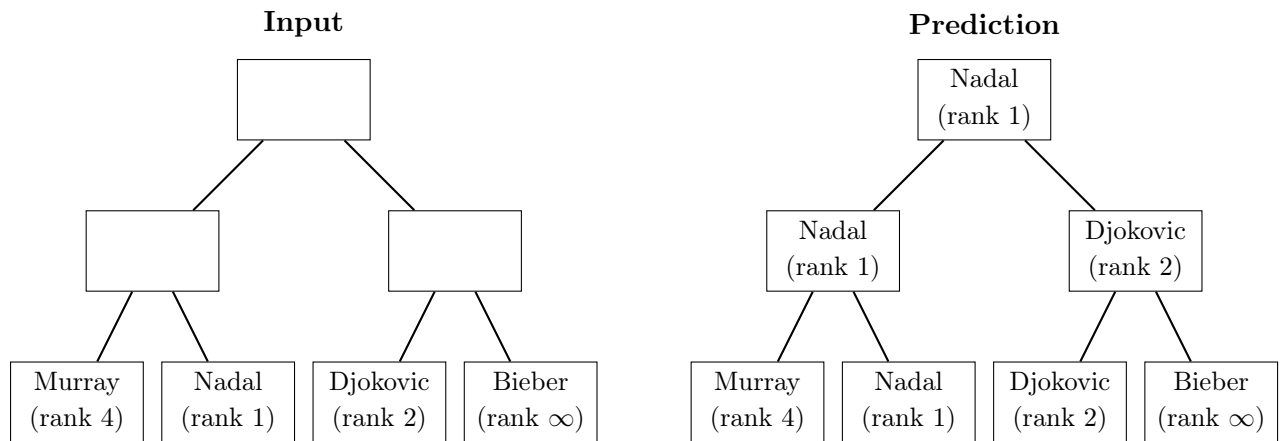 Input
Murray
(rank 4)
Nadal
(rank 1)
Djokovic
(rank 2)
Bieber
(rank ∞)
Prediction
Nadal
(rank 1)
Nadal
(rank 1)
Djokovic
(rank 2)
Murray
(rank 4)
Nadal
(rank 1)
Djokovic
(rank 2)
Bieber
(rank ∞)